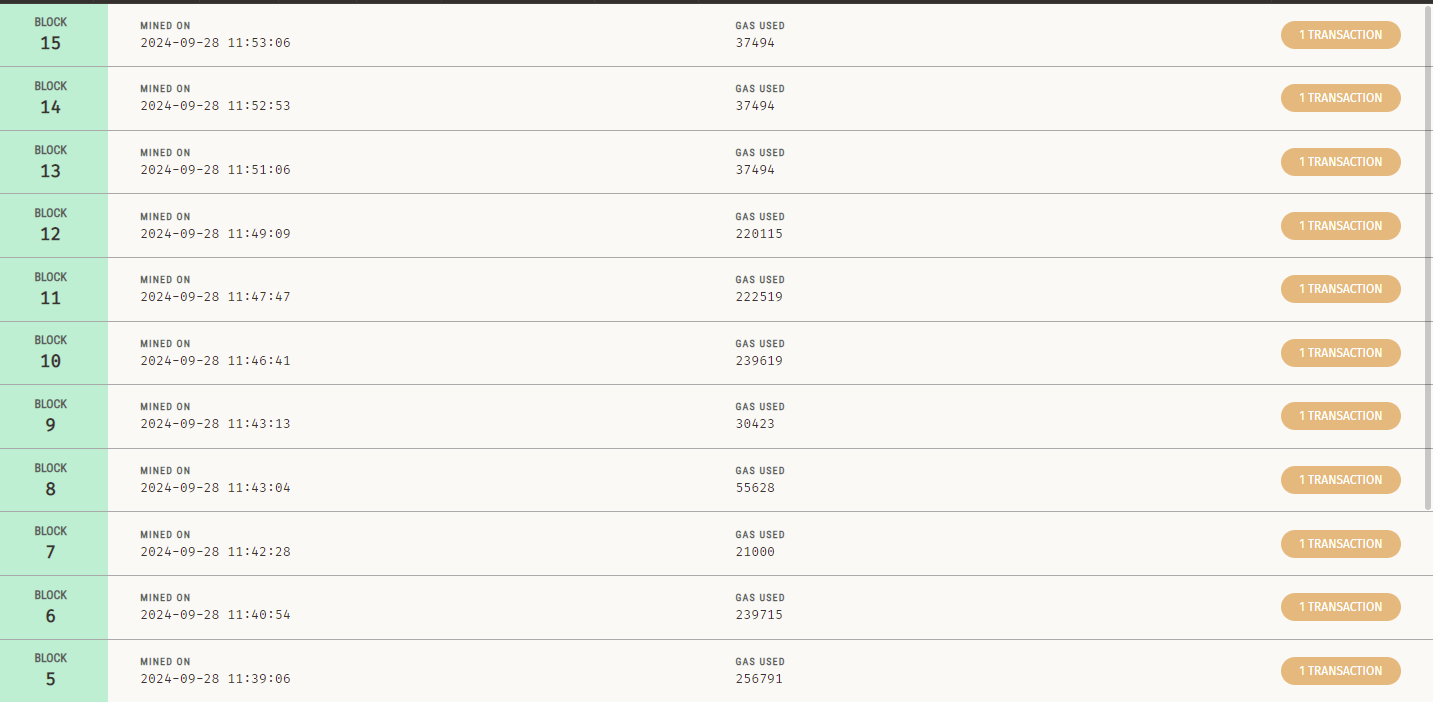 BLOCK
15
MINED ON
2024-09-28 11:53:06
GAS USED
37494
1 TRANSACTION
BLOCK
14
MINED ON
2024-09-28 11:52:53
GAS USED
37494
1 TRANSACTION
BLOCK
13
MINED ON
2024-09-28 11:51:06
GAS USED
37494
1 TRANSACTION
BLOCK
12
MINED ON
2024-09-28 11:49:09
GAS USED
220115
1 TRANSACTION
BLOCK
11
MINED ON
2024-09-28 11:47:47
GAS USED
222519
1 TRANSACTION
BLOCK
10
MINED ON
2024-09-28 11:46:41
GAS USED
239619
1 TRANSACTION
BLOCK
9
MINED ON
2024-09-28 11:43:13
GAS USED
30423
1 TRANSACTION
BLOCK
8
MINED ON
2024-09-28 11:43:04
GAS USED
55628
1 TRANSACTION
BLOCK
7
MINED ON
2024-09-28 11:42:28
GAS USED
21000
1 TRANSACTION
BLOCK
6
MINED ON
2024-09-28 11:40:54
GAS USED
239715
1 TRANSACTION
BLOCK
5
MINED ON
2024-09-28 11:39:06
GAS USED
256791
1 TRANSACTION